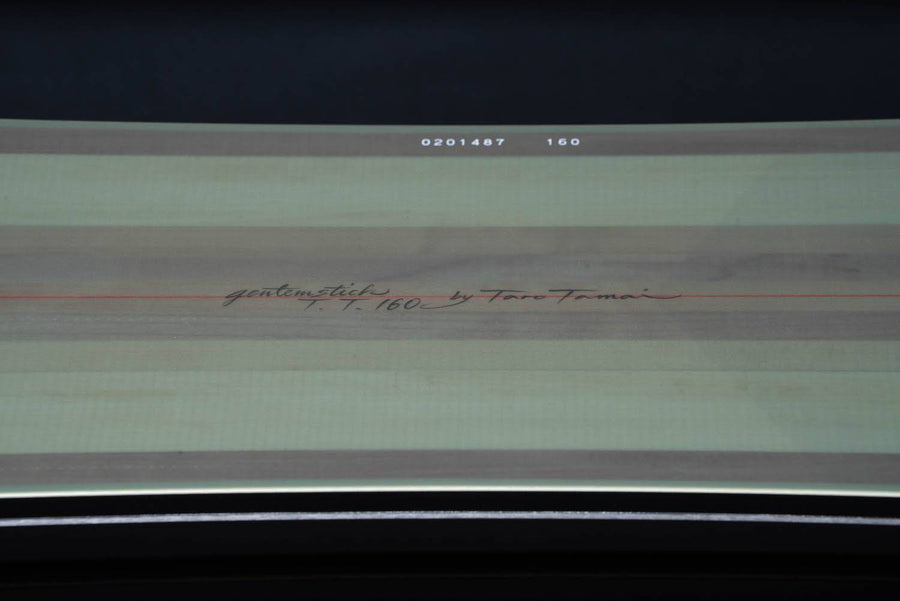 0201487 160
gentemstick by Taro Tamai
T. T. 160